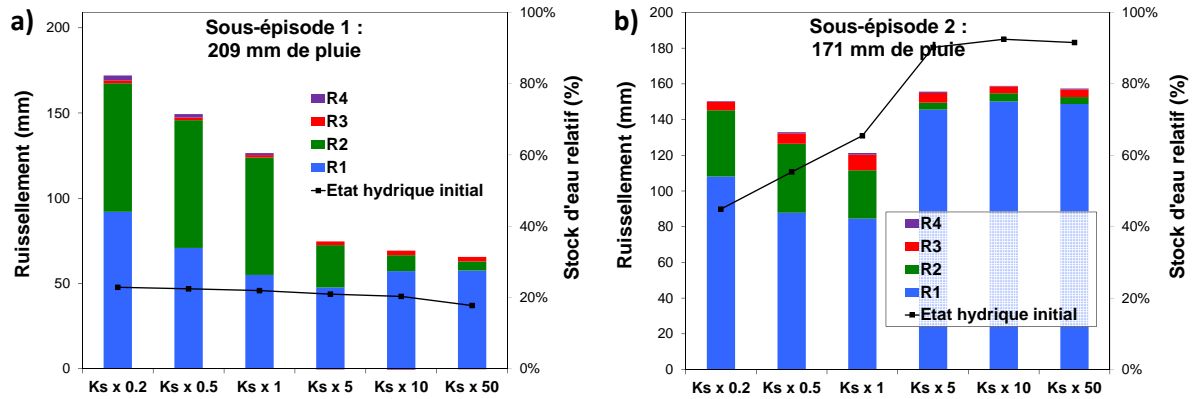 a)
Sous-épisode 1 :
209 mm de pluie
Ruissellement (mm)
200
150
100
50
0
R4
R3
R2
R1
Etat hydrique initial
100%
80%
60%
40%
20%
0%
Stock d'eau relatif (%)
Ks x 0.2 Ks x 0.5 Ks x 1 Ks x 5 Ks x 10 Ks x 50
b)
Sous-épisode 2 :
171 mm de pluie
Ruissellement (mm)
200
180
160
140
120
100
80
60
40
20
0
R4
R3
R2
R1
Etat hydrique initial
100%
80%
60%
40%
20%
0%
Stock d'eau relatif (%)
Ks x 0.2 Ks x 0.5 Ks x 1 Ks x 5 Ks x 10 Ks x 50